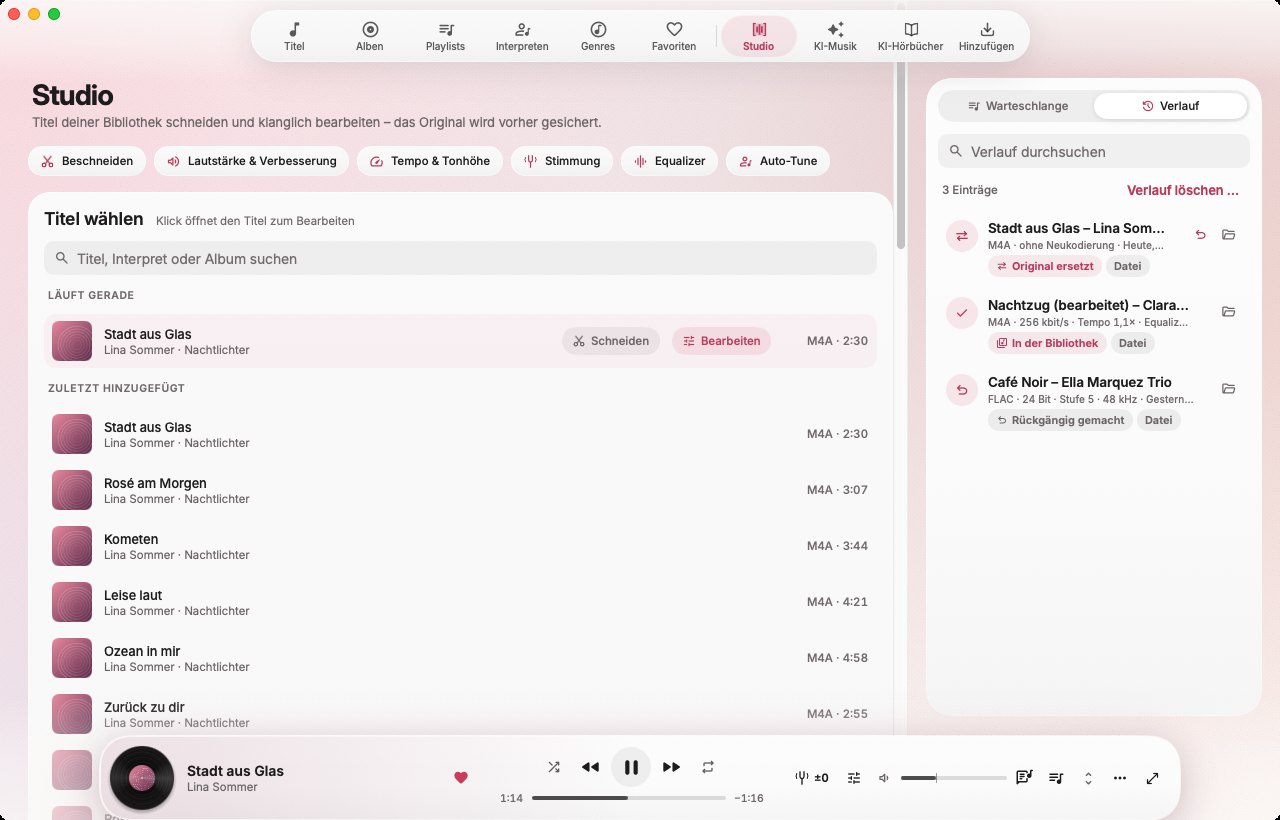 Titel
Alben
Playlists
Interpreten
Genres
Favoriten
Studio
KI-Musik
KI-Hörbücher
Hinzufügen
Studio
Titel deiner Bibliothek schneiden und klanglich bearbeiten – das Original wird vorher gesichert.
Beschneiden
Lautstärke & Verbesserung
Tempo & Tonhöhe
Stimmung
Equalizer
Auto-Tune
Titel wählen Klick öffnet den Titel zum Bearbeiten
Titel, Interpret oder Album suchen
LÄUFT GERADE
Stadt aus Glas
Lina Sommer · Nachtlichter
Schneiden
Bearbeiten
M4A · 2:30
ZULETZT HINZUGEFÜGT
Stadt aus Glas
Lina Sommer · Nachtlichter
M4A · 2:30
Rosé am Morgen
Lina Sommer · Nachtlichter
M4A · 3:07
Kometen
Lina Sommer · Nachtlichter
M4A · 3:44
Leise laut
Lina Sommer · Nachtlichter
M4A · 4:21
Ozean in mir
Lina Sommer · Nachtlichter
M4A · 4:58
Zurück zu dir
Lina Sommer · Nachtlichter
M4A · 2:55
Warteschlange
Verlauf
Verlauf durchsuchen
3 Einträge
Verlauf löschen ...
Stadt aus Glas – Lina Som...
M4A · ohne Neukodierung · Heute,...
Original ersetzt
Datei
Nachtzug (bearbeitet) – Clara...
M4A · 256 kbit/s · Tempo 1,1× · Equaliz...
In der Bibliothek
Datei
Café Noir – Ella Marquez Trio
FLAC · 24 Bit · Stufe 5 · 48 kHz · Gestern...
Rückgängig gemacht
Datei
Stadt aus Glas
Lina Sommer
1:14
−1:16
±0